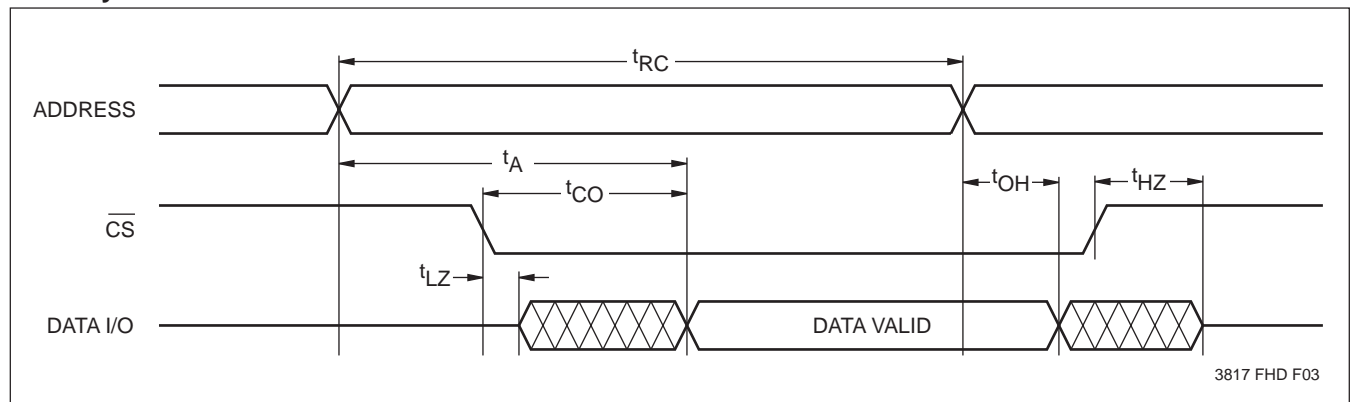 tRC
ADDRESS
tA
tCO
tOH
tHZ
CS
tLZ
DATA I/O
DATA VALID
3817 FHD F03